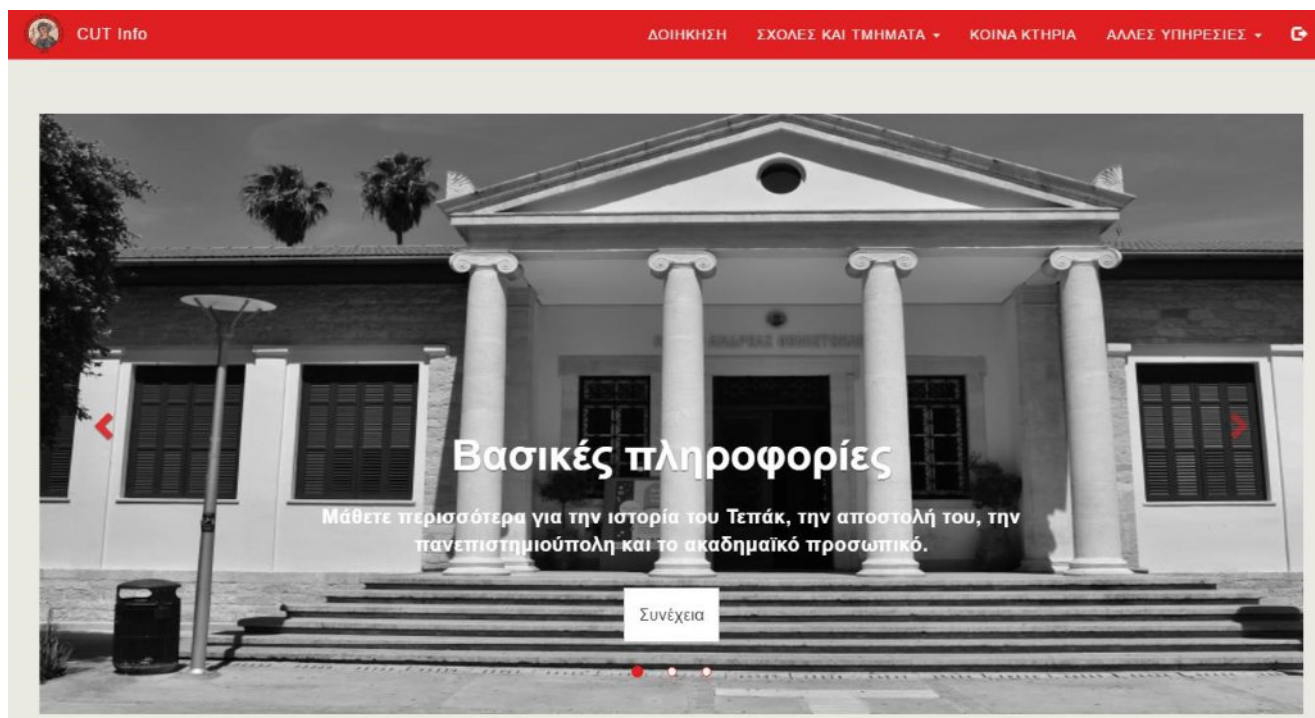 CUT Info
ΔΟΙΗΚΗΣΗ ΣΧΟΛΕΣ ΚΑΙ ΤΜΗΜΑΤΑ ΚΟΙΝΑ ΚΤΗΡΙΑ ΑΛΛΕΣ ΥΠΗΡΕΣΙΕΣ
Βασικές πληροφορίες
Μάθετε περισσότερα για την ιστορία του Τεπάκ, την αποστολή του, την
πανεπιστημιούπολη και το ακαδημαϊκό προσωπικό.
Συνέχεια